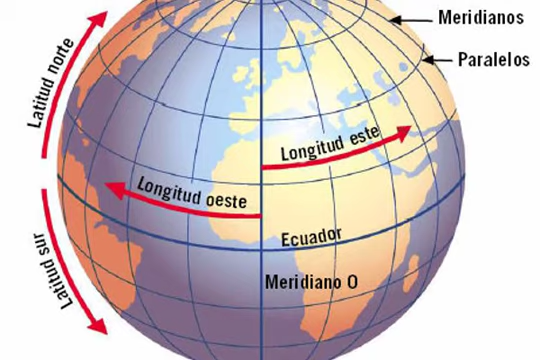 Meridianos
Latitud norte
Paralelos
Longitud este
Longitud oeste
Ecuador
Latitud sur
Meridiano O